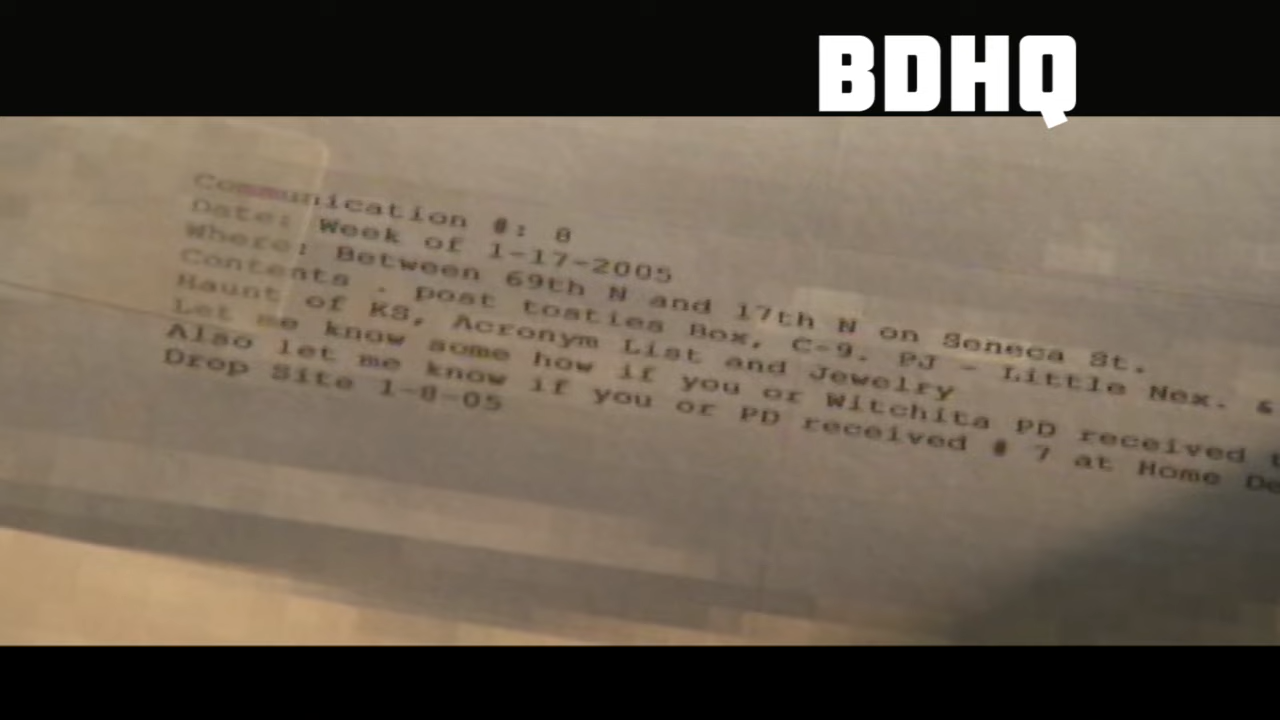 BDHQ
Communication #: 8
Date: Week of 1-17-2005
Where: Between 69th N and 17th N on Seneca St.
Contents . post tosties Box, C-9. PJ - Little Mex. &
Haunt of KS, Acronym List and Jewelry
Let me know some how if you or Witchita PD received
Also let me know if you or PD received # 7 at Home
Drop Site 1-8-05